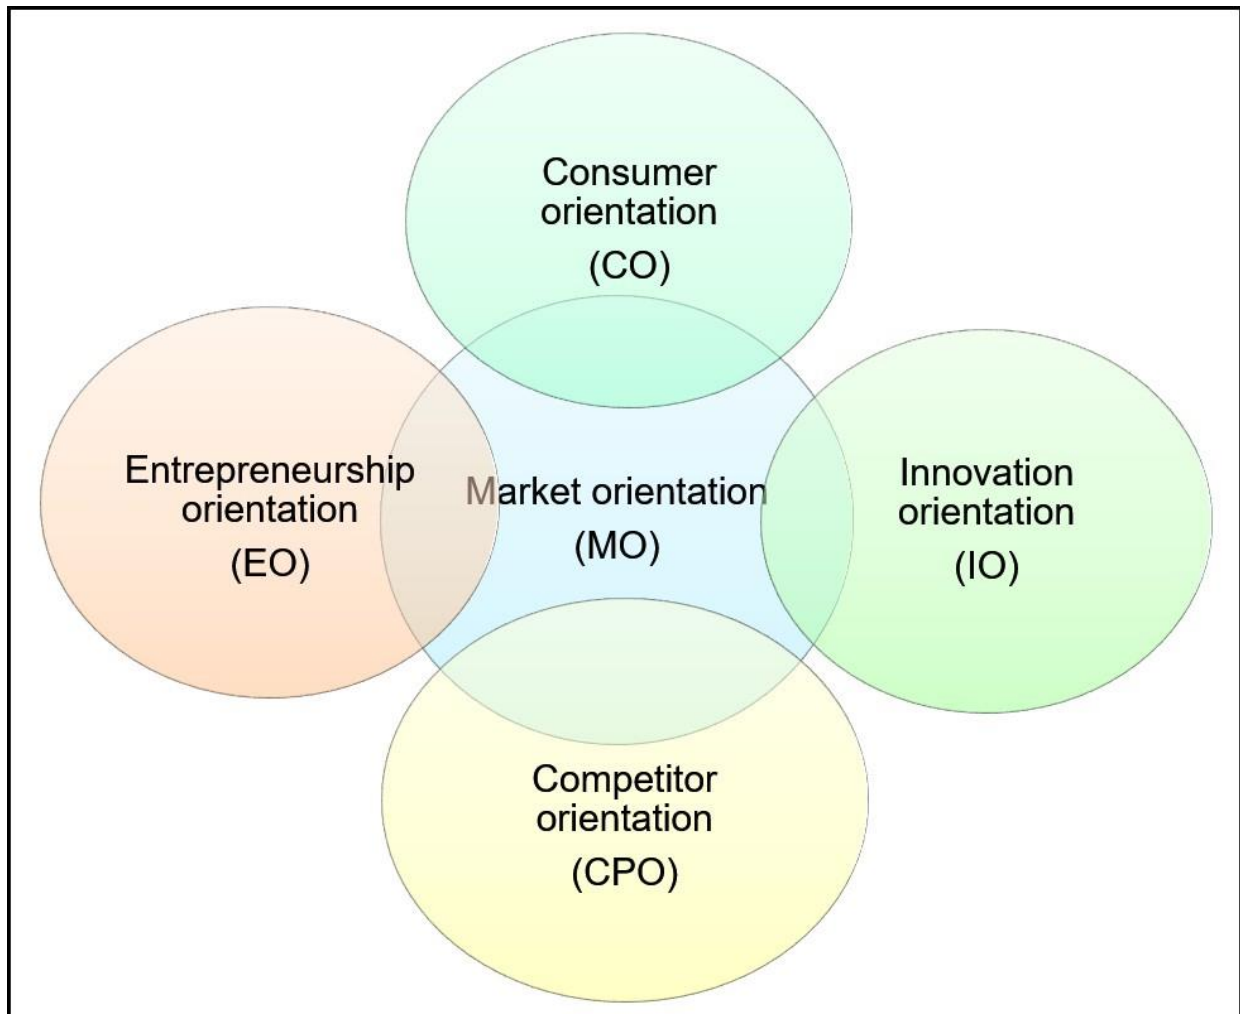 Consumer
orientation
(CO)
Entrepreneurship
orientation
(EO)
Market orientation
(MO)
Innovation
orientation
(IO)
Competitor
orientation
(CPO)